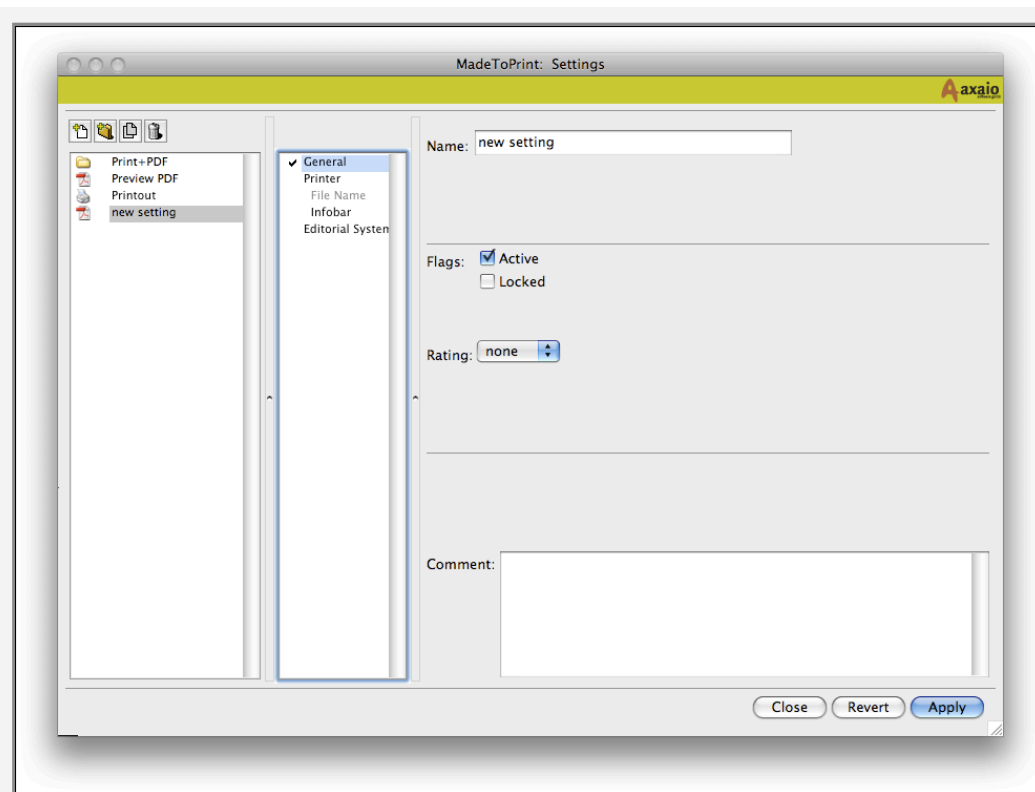 MadeToPrint: Settings
axaio
Print+PDF
Preview PDF
Printout
new setting
✔ General
Printer
File Name
Infobar
Editorial System
Name: new setting
Flags: Active
Locked
Rating: none
Comment:
Close Revert Apply